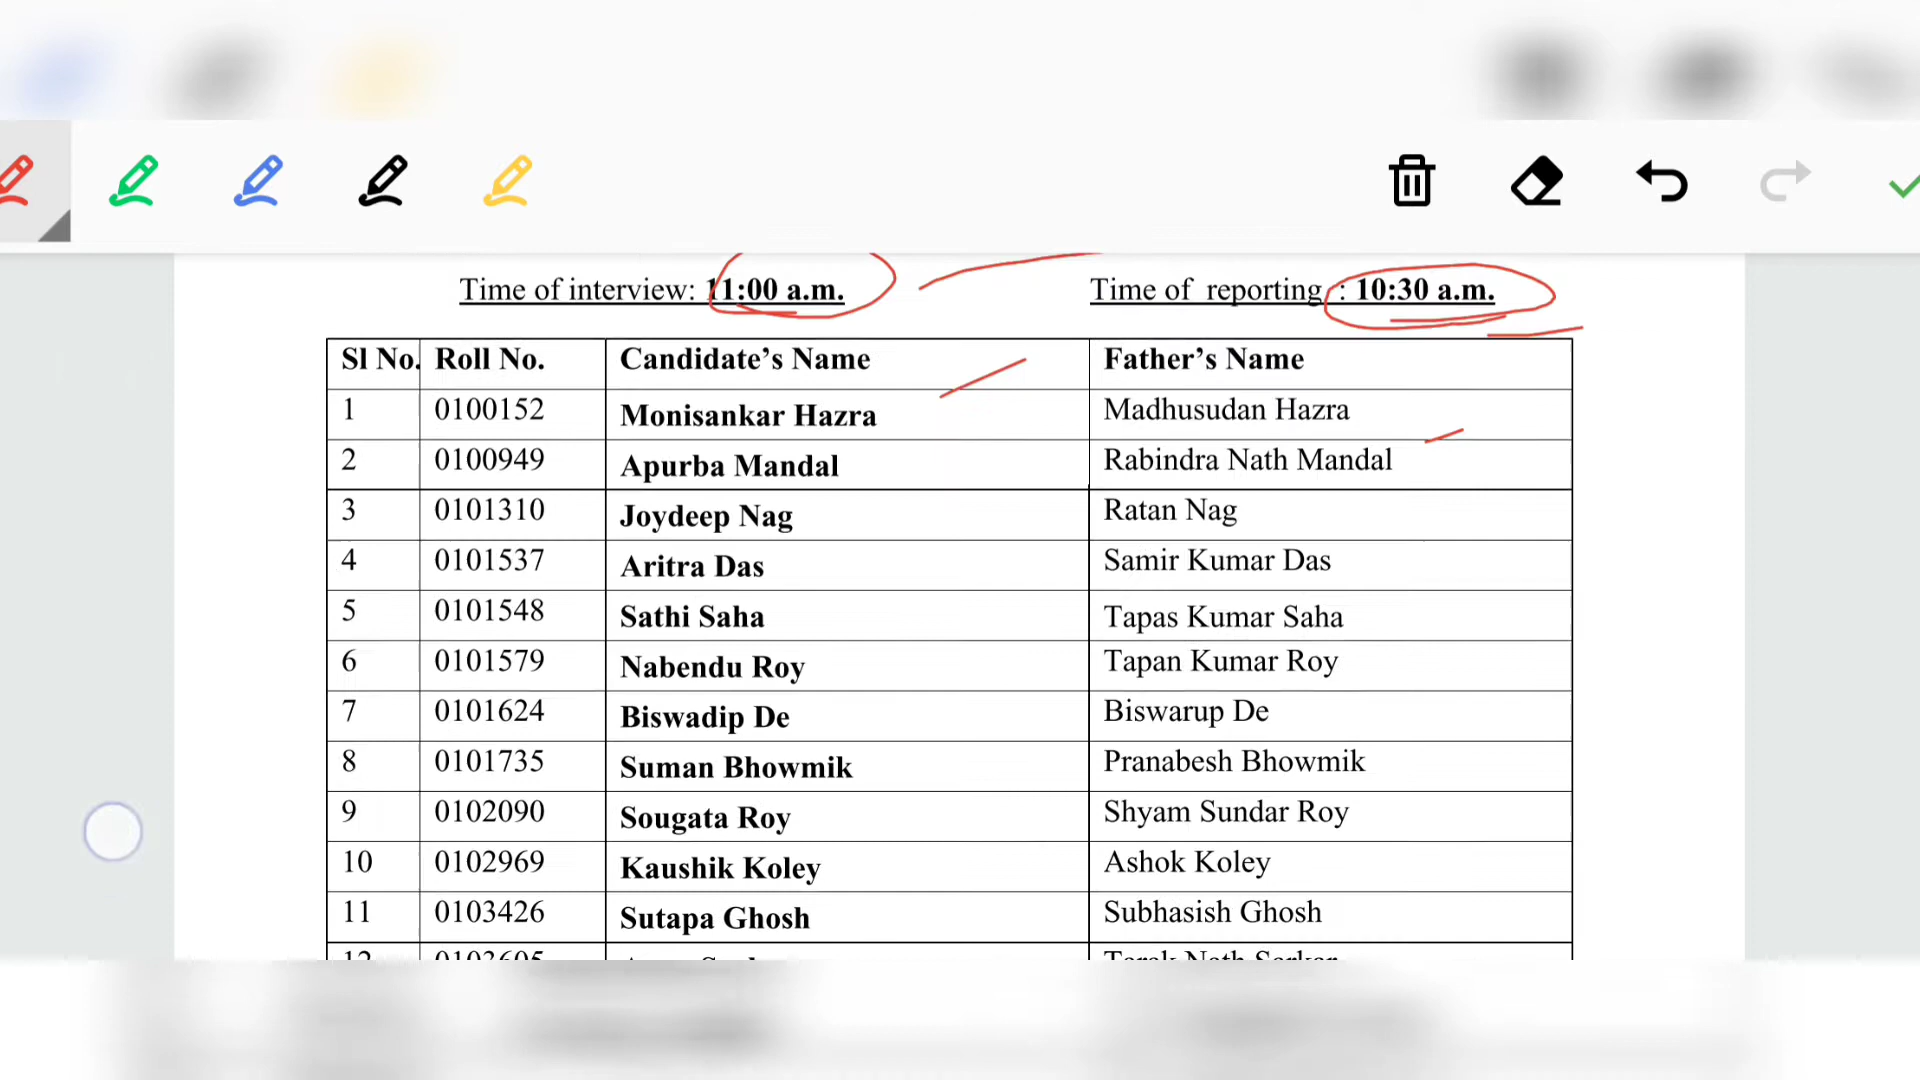 Time of interview: 11:00 a.m. Time of reporting : 10:30 a.m.
Sl No. Roll No. Candidate’s Name Father’s Name
1 0100152 Monisankar Hazra Madhusudan Hazra
2 0100949 Apurba Mandal Rabindra Nath Mandal
3 0101310 Joydeep Nag Ratan Nag
4 0101537 Aritra Das Samir Kumar Das
5 0101548 Sathi Saha Tapas Kumar Saha
6 0101579 Nabendu Roy Tapan Kumar Roy
7 0101624 Biswadip De Biswarup De
8 0101735 Suman Bhowmik Pranabesh Bhowmik
9 0102090 Sougata Roy Shyam Sundar Roy
10 0102969 Kaushik Koley Ashok Koley
11 0103426 Sutapa Ghosh Subhasish Ghosh
12 Tarak Nath Sarkar